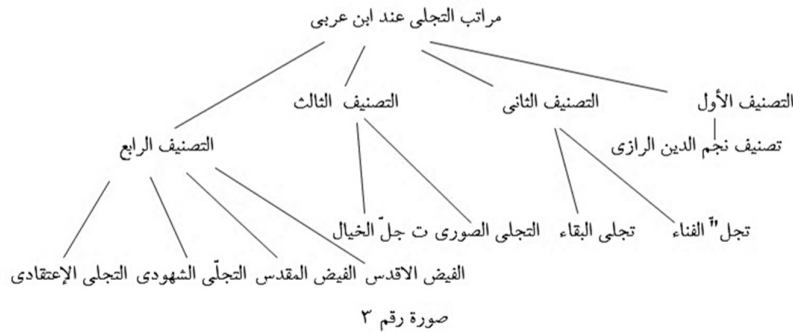 مراتب التجلى عند ابن عربى
التصنيف الأول
التصنيف الثانى
التصنيف الثالث
التصنيف الرابع
تصنيف نجم الدين الرازى
تجل ّ" الفناء
تجلى البقاء
التجلى الصورى
ت جلّ الخيال
الفيض الاقدس
الفيض المقدس
التجلّى الشهودى
التجلى الإعتقادى
صورة رقم ٣